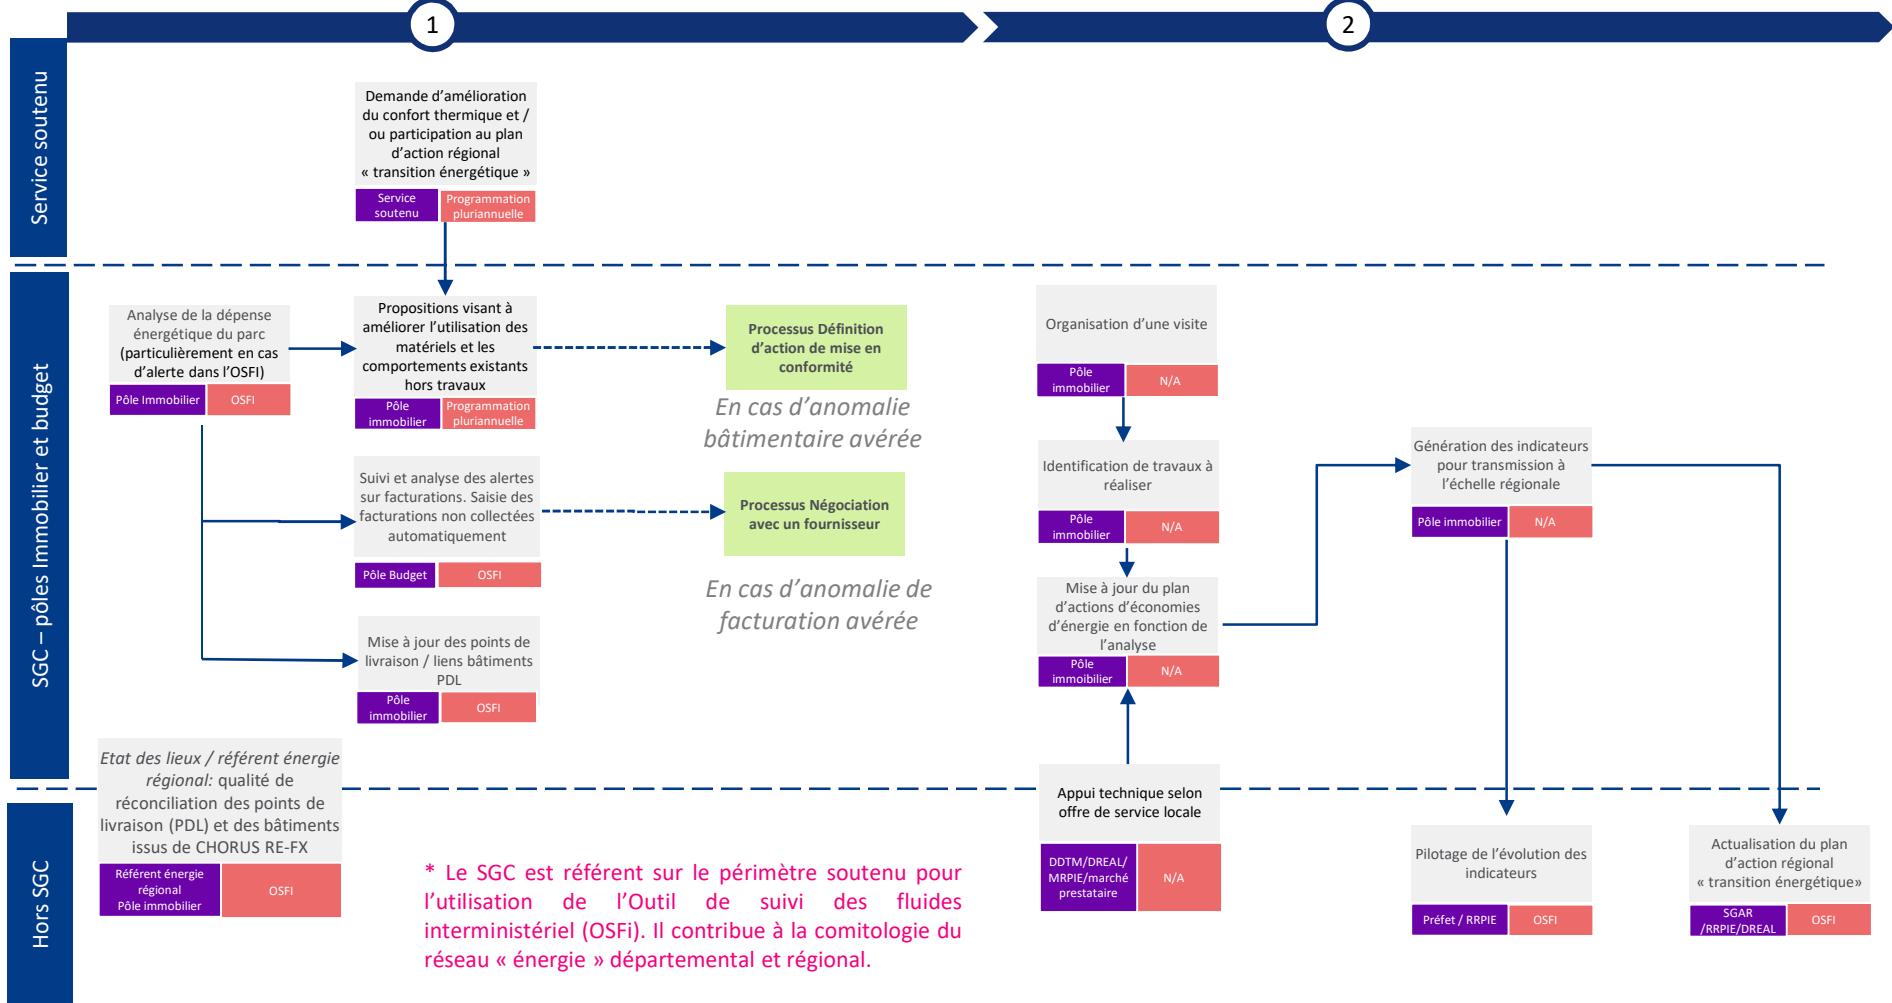 1
2
Service soutenu
Demande d’amélioration
du confort thermique et /
ou participation au plan
d’action régional
« transition énergétique »
Service
soutenu
Programmation
pluriannuelle
SGC – pôles Immobilier et budget
Analyse de la dépense
énergétique du parc
(particulièrement en cas
d’alerte dans l’OSFI)
Pôle Immobilier
OSFI
Propositions visant à
améliorer l’utilisation des
matériels et les
comportements existants
hors travaux
Pôle
immobilier
Programmation
pluriannuelle
Processus Définition
d’action de mise en
conformité
En cas d’anomalie
bâtimentaire avérée
Suivi et analyse des alertes
sur facturations. Saisie des
facturations non collectées
automatiquement
Pôle Budget
OSFI
Processus Négociation
avec un fournisseur
En cas d’anomalie de
facturation avérée
Mise à jour des points de
livraison / liens bâtiments
PDL
Pôle
immobilier
OSFI
Organisation d’une visite
Pôle
immobilier
N/A
Identification de travaux à
réaliser
Pôle
immobilier
N/A
Mise à jour du plan
d’actions d’économies
d’énergie en fonction de
l’analyse
Pôle
immoibilier
N/A
Génération des indicateurs
pour transmission à
l’échelle régionale
Pôle immobilier
N/A
Etat des lieux / référent énergie
régional: qualité de
réconciliation des points de
livraison (PDL) et des bâtiments
issus de CHORUS RE-FX
Référent énergie
régional
Pôle immobilier
OSFI
Hors SGC
* Le SGC est référent sur le périmètre soutenu pour
l’utilisation de l’Outil de suivi des fluides
interministériel (OSFi). Il contribue à la comitologie du
réseau « énergie » départemental et régional.
Appui technique selon
offre de service locale
DDTM/DREAL/
MRPIE/marché
prestataire
N/A
Pilotage de l’évolution des
indicateurs
Préfet / RRPIE
OSFI
Actualisation du plan
d’action régional
« transition énergétique»
SGAR
/RRPIE/DREAL
OSFI